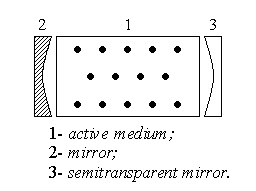 2 1 3
1- active medium;
2- mirror;
3- semitransparent mirror.